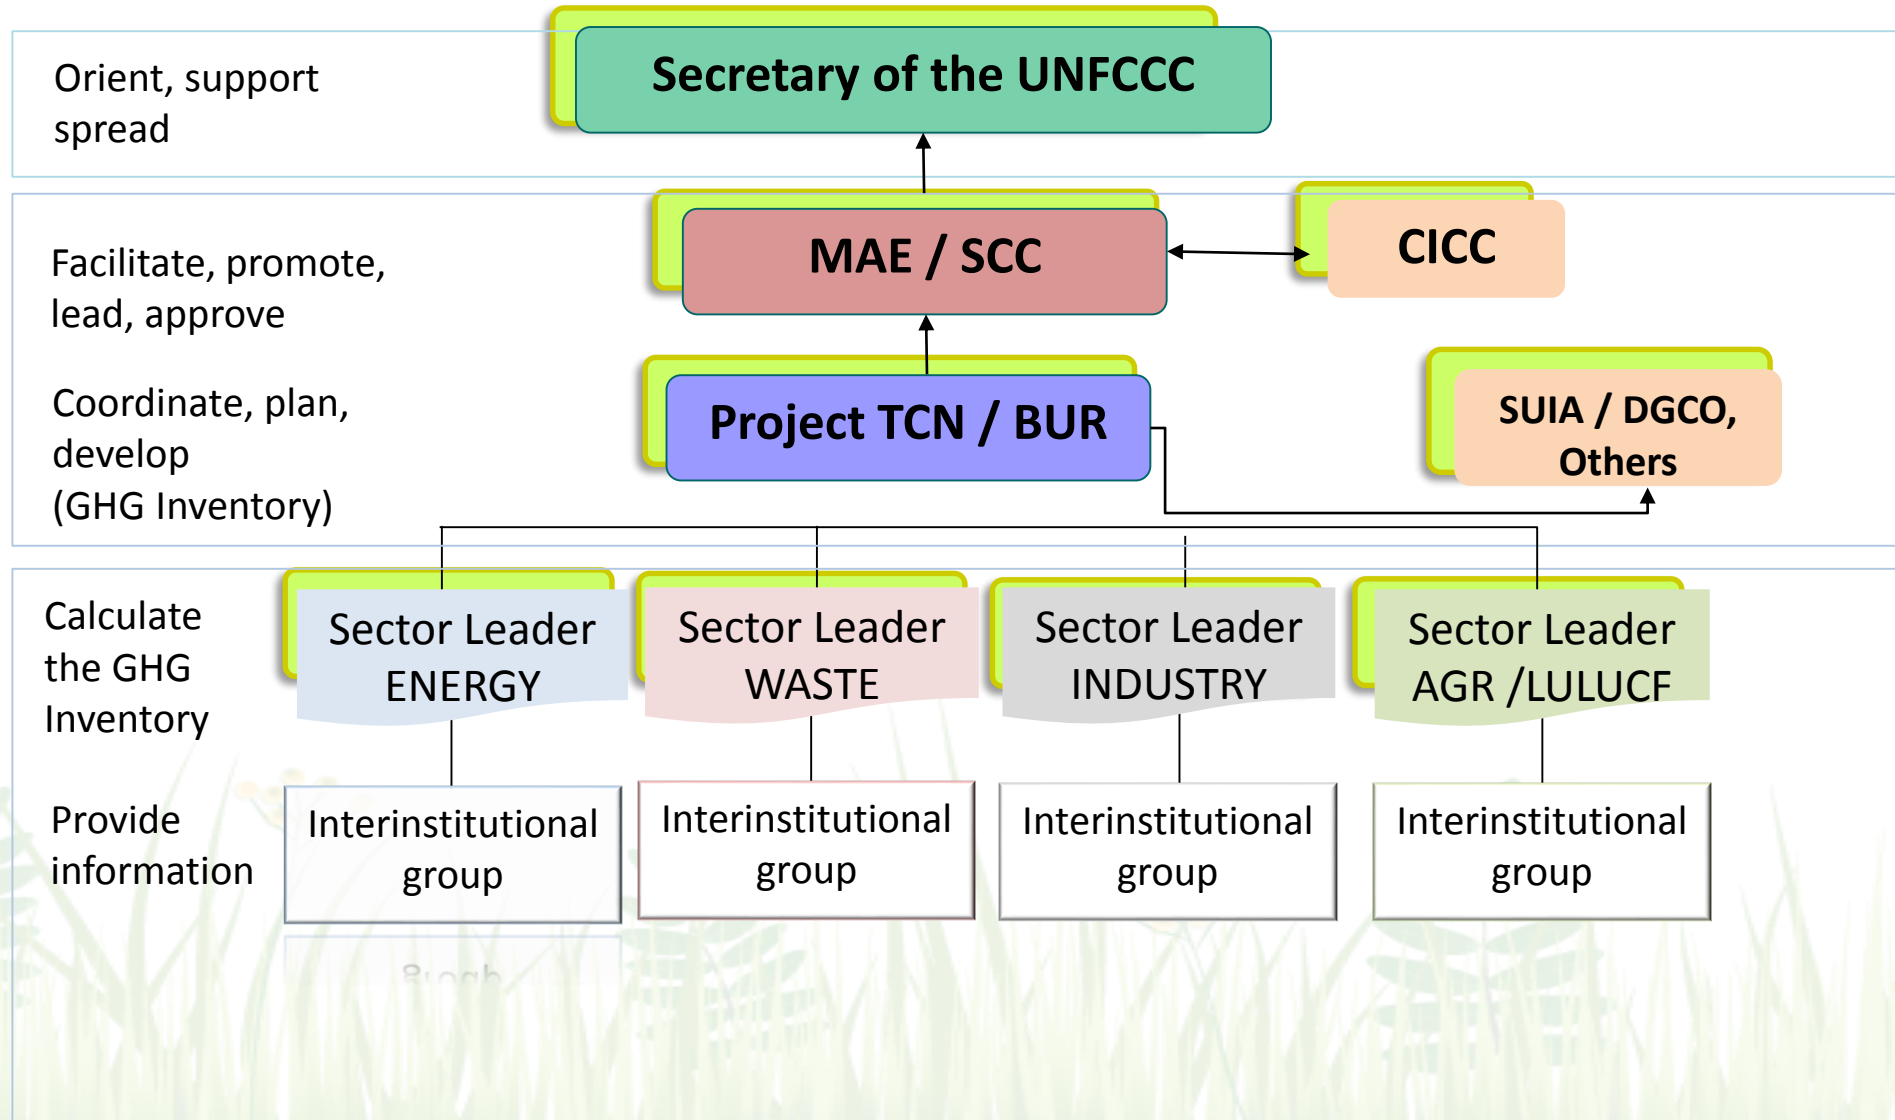 Orient, support
spread
Secretary of the UNFCCC
Facilitate, promote,
lead, approve
MAE / SCC
CICC
Coordinate, plan,
develop
(GHG Inventory)
Project TCN / BUR
SUIA / DGCO,
Others
Calculate
the GHG
Inventory
Sector Leader
ENERGY
Sector Leader
WASTE
Sector Leader
INDUSTRY
Sector Leader
AGR /LULUCF
Provide
information
Interinstitutional
group
Interinstitutional
group
Interinstitutional
group
Interinstitutional
group